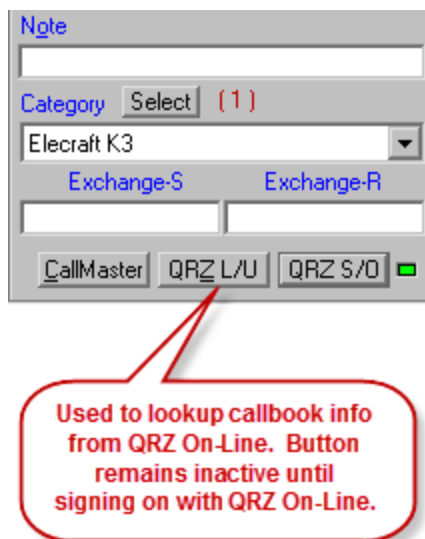 Note
Category Select (1)
Elecraft K3
Exchange-S Exchange-R
CallMaster QRZ L/U QRZ S/O
Used to lookup callbook info
from QRZ On-Line. Button
remains inactive until
signing on with QRZ On-Line.